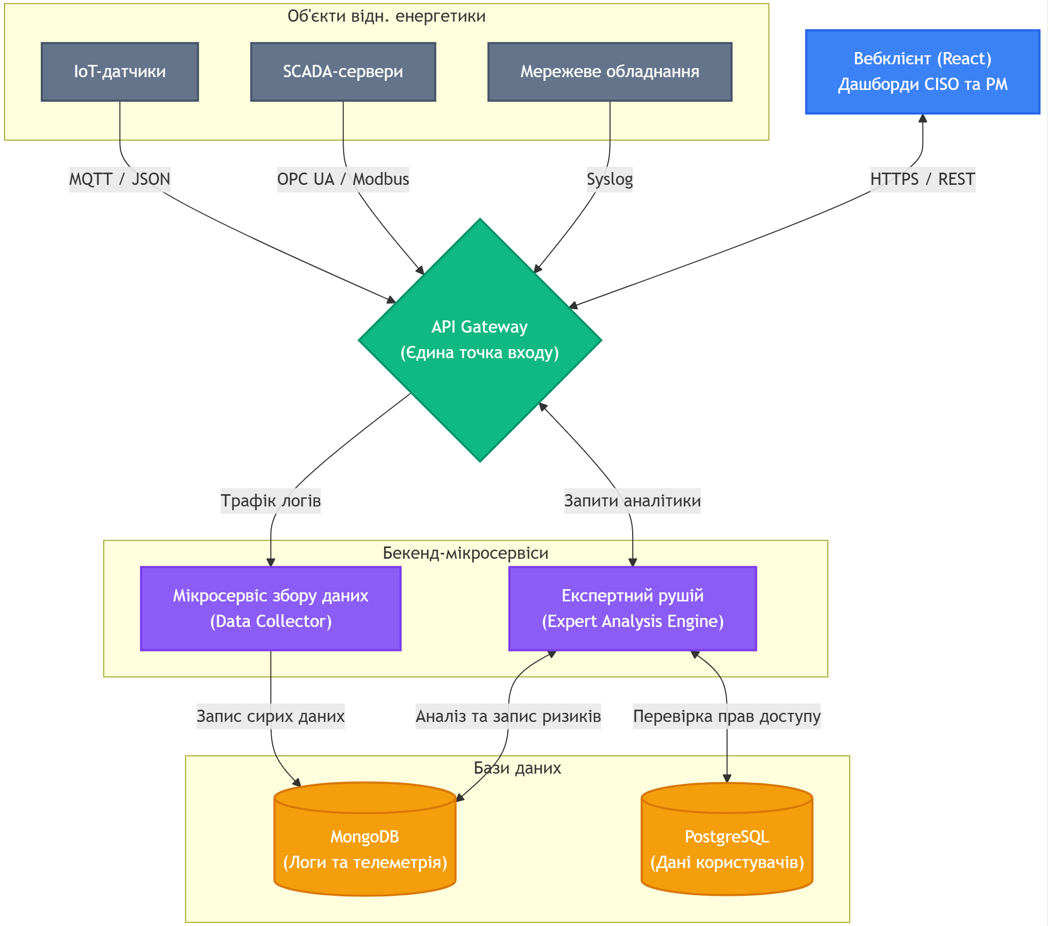 Об'єкти відн. енергетики
IoT-датчики
SCADA-сервери
Мережеве обладнання
Вебклієнт (React)
Дашборди CISO та PM
MQTT / JSON
OPC UA / Modbus
Syslog
HTTPS / REST
API Gateway
(Єдина точка входу)
Трафік логів
Запити аналітики
Бекенд-мікросервіси
Мікросервіс збору даних
(Data Collector)
Експертний рушій
(Expert Analysis Engine)
Запис сирих даних
Аналіз та запис ризиків
Перевірка прав доступу
Бази даних
MongoDB
(Логи та телеметрія)
PostgreSQL
(Дані користувачів)